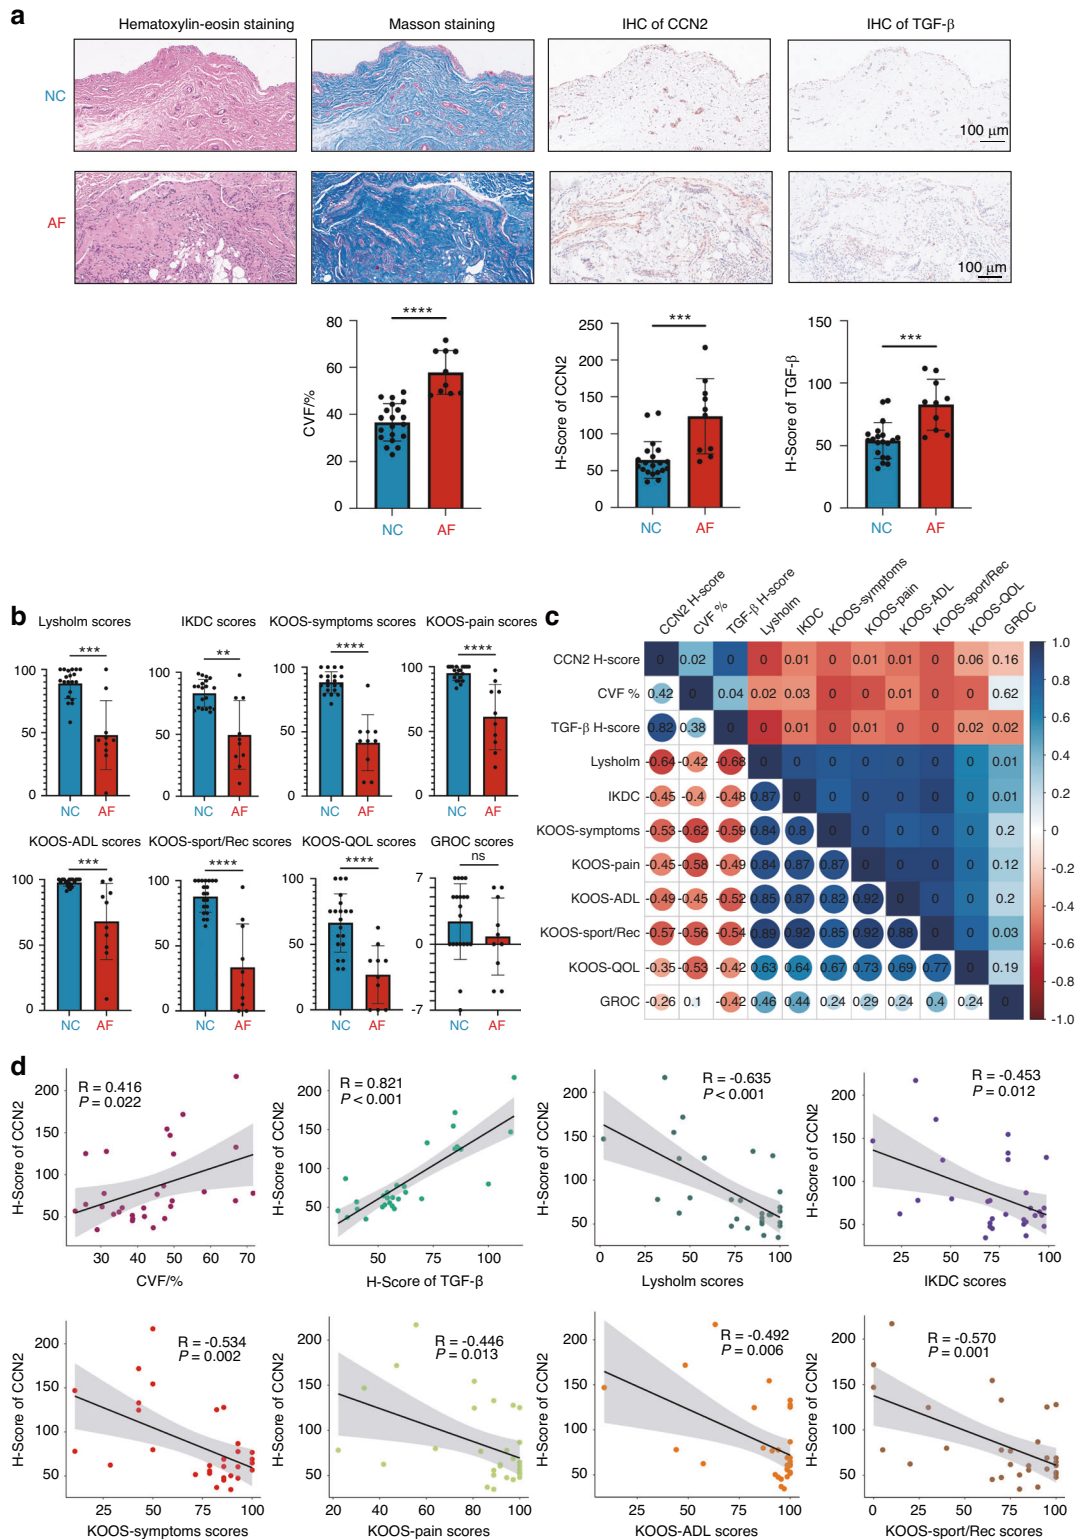 a
Hematoxylin-eosin staining
Masson staining
IHC of CCN2
IHC of TGF-β
NC
100 μm
AF
100 μm
80
60
40
20
0
CVF/%
****
NC
AF
250
200
150
100
50
0
H-Score of CCN2
***
NC
AF
150
100
50
0
H-Score of TGF-β
***
NC
AF
b
Lysholm scores
***
100
50
0
NC
AF
IKDC scores
**
100
50
0
NC
AF
KOOS-symptoms scores
****
100
50
0
NC
AF
KOOS-pain scores
****
100
50
0
NC
AF
KOOS-ADL scores
***
100
50
0
NC
AF
KOOS-sport/Rec scores
****
100
50
0
NC
AF
KOOS-QOL scores
****
100
50
0
NC
AF
GROC scores
ns
7
0
-7
NC
AF
c
CCN2 H-score
CVF %
TGF-β H-score
Lysholm
IKDC
KOOS-symptoms
KOOS-pain
KOOS-ADL
KOOS-sport/Rec
KOOS-QOL
GROC
CCN2 H-score 0 0.02 0 0 0.01 0 0.01 0.01 0 0.06 0.16
CVF % 0.42 0 0.04 0.02 0.03 0 0 0.01 0 0 0.62
TGF-β H-score 0.82 0.38 0 0 0.01 0 0.01 0 0 0.02 0.02
Lysholm -0.64 -0.42 -0.68 0 0 0 0 0 0 0 0.01
IKDC -0.45 -0.4 -0.48 0.87 0 0 0 0 0 0 0.01
KOOS-symptoms -0.53 -0.62 -0.59 0.84 0.8 0 0 0 0 0 0.2
KOOS-pain -0.45 -0.58 -0.49 0.84 0.87 0.87 0 0 0 0 0.12
KOOS-ADL -0.49 -0.45 -0.52 0.85 0.87 0.82 0.92 0 0 0 0.2
KOOS-sport/Rec -0.57 -0.56 -0.54 0.89 0.92 0.85 0.92 0.88 0 0 0.03
KOOS-QOL -0.35 -0.53 -0.42 0.63 0.64 0.67 0.73 0.69 0.77 0 0.19
GROC -0.26 0.1 -0.42 0.46 0.44 0.24 0.29 0.24 0.4 0.24 0
1.0
0.8
0.6
0.4
0.2
0
-0.2
-0.4
-0.6
-0.8
-1.0
d
R = 0.416
P = 0.022
200
150
100
50
H-Score of CCN2
30 40 50 60 70
CVF/%
R = 0.821
P < 0.001
200
150
100
50
H-Score of CCN2
50 75 100
H-Score of TGF-β
R = -0.635
P < 0.001
200
150
100
50
H-Score of CCN2
0 25 50 75 100
Lysholm scores
R = -0.453
P = 0.012
200
150
100
50
H-Score of CCN2
25 50 75 100
IKDC scores
R = -0.534
P = 0.002
200
150
100
50
H-Score of CCN2
25 50 75 100
KOOS-symptoms scores
R = -0.446
P = 0.013
200
150
100
50
H-Score of CCN2
20 40 60 80 100
KOOS-pain scores
R = -0.492
P = 0.006
200
150
100
50
H-Score of CCN2
25 50 75 100
KOOS-ADL scores
R = -0.570
P = 0.001
200
150
100
50
H-Score of CCN2
0 25 50 75 100
KOOS-sport/Rec scores